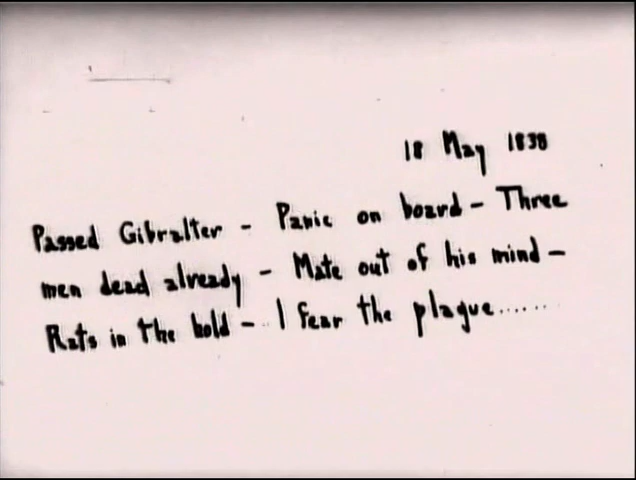 18 May 1838
Passed Gibralter - Panic on board - Three
men dead already - Mate out of his mind -
Rats in the hold - I fear the plague......